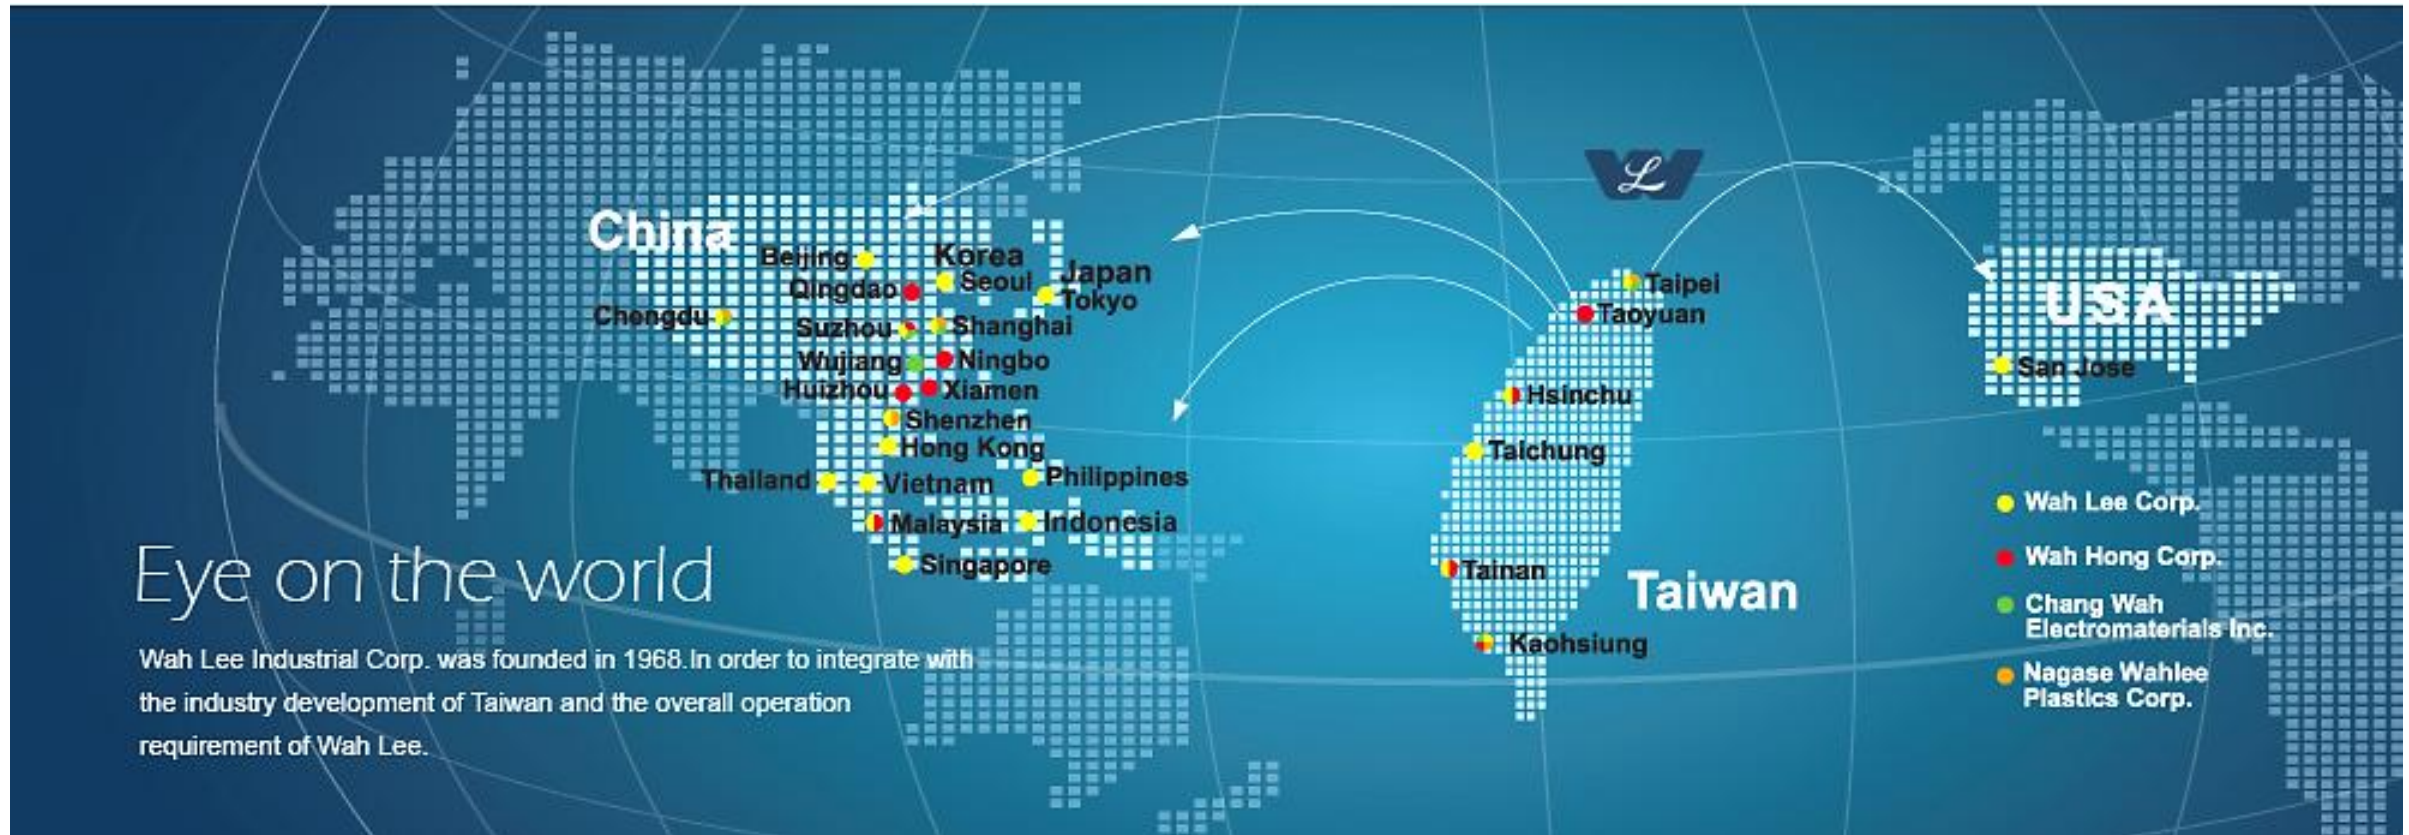 China
Beijing
Korea
Qingdao
Seoul
Japan
Tokyo
Chengdu
Suzhou
Shanghai
Wujiang
Ningbo
Huizhou
Xiamen
Shenzhen
Hong Kong
Thailand
Vietnam
Philippines
Malaysia
Indonesia
Singapore
WL
Taipei
Taoyuan
Hsinchu
Taichung
Tainan
Taiwan
Kaohsiung
USA
San Jose
Wah Lee Corp.
Wah Hong Corp.
Chang Wah
Electromaterials Inc.
Nagase Wahlee
Plastics Corp.
Eye on the world
Wah Lee Industrial Corp. was founded in 1968.In order to integrate with
the industry development of Taiwan and the overall operation
requirement of Wah Lee.